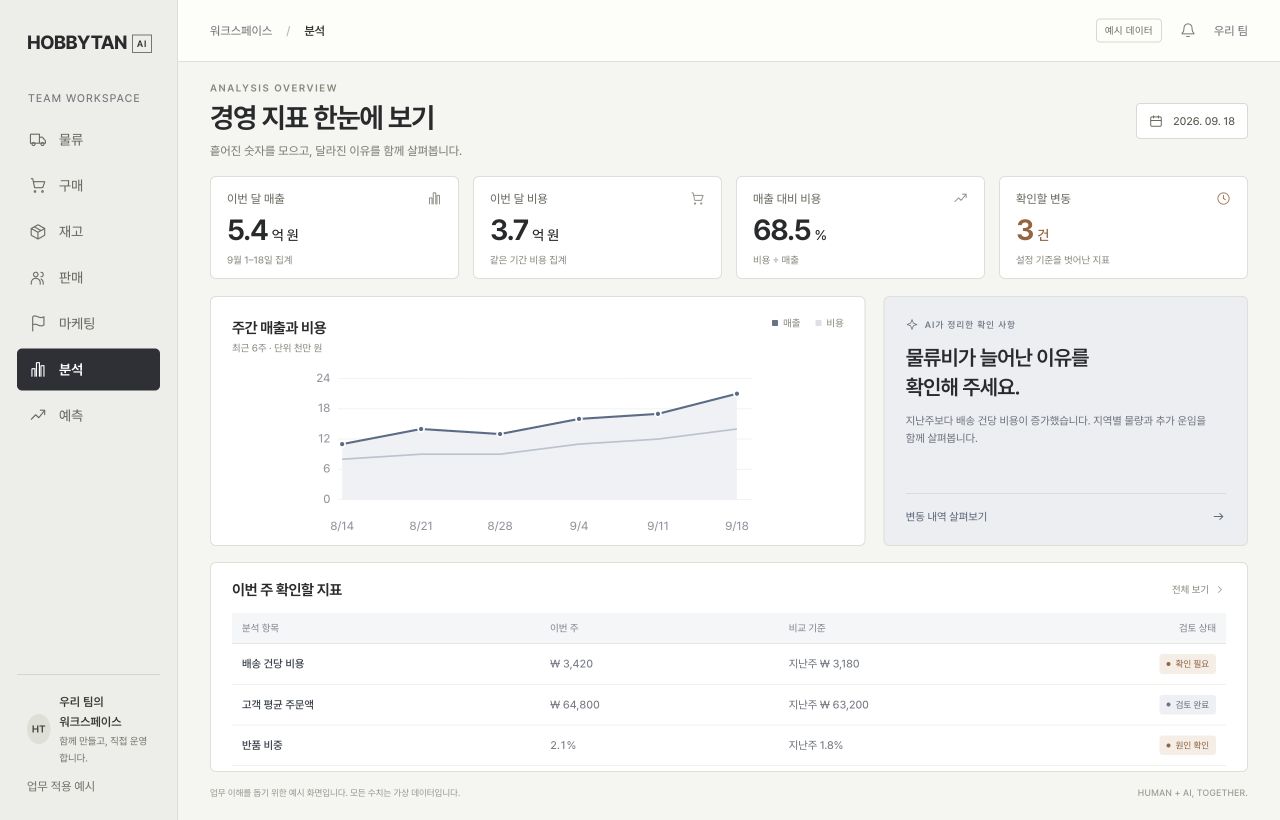 HOBBYTAN AI
TEAM WORKSPACE
물류
구매
재고
판매
마케팅
분석
예측
HT
우리 팀의
워크스페이스
함께 만들고, 직접 운영
합니다.
업무 적용 예시
워크스페이스 / 분석
예시 데이터
우리 팀
ANALYSIS OVERVIEW
경영 지표 한눈에 보기
흩어진 숫자를 모으고, 달라진 이유를 함께 살펴봅니다.
2026. 09. 18
이번 달 매출
5.4 억 원
9월 1–18일 집계
이번 달 비용
3.7 억 원
같은 기간 비용 집계
매출 대비 비용
68.5 %
비용 ÷ 매출
확인할 변동
3 건
설정 기준을 벗어난 지표
주간 매출과 비용
최근 6주 · 단위 천만 원
매출 비용
24
18
12
6
0
8/14 8/21 8/28 9/4 9/11 9/18
AI가 정리한 확인 사항
물류비가 늘어난 이유를
확인해 주세요.
지난주보다 배송 건당 비용이 증가했습니다. 지역별 물량과 추가 운임을
함께 살펴봅니다.
변동 내역 살펴보기
이번 주 확인할 지표
전체 보기
분석 항목 이번 주 비교 기준 검토 상태
배송 건당 비용 ₩ 3,420 지난주 ₩ 3,180 확인 필요
고객 평균 주문액 ₩ 64,800 지난주 ₩ 63,200 검토 완료
반품 비중 2.1% 지난주 1.8% 원인 확인
업무 이해를 돕기 위한 예시 화면입니다. 모든 수치는 가상 데이터입니다.
HUMAN + AI, TOGETHER.